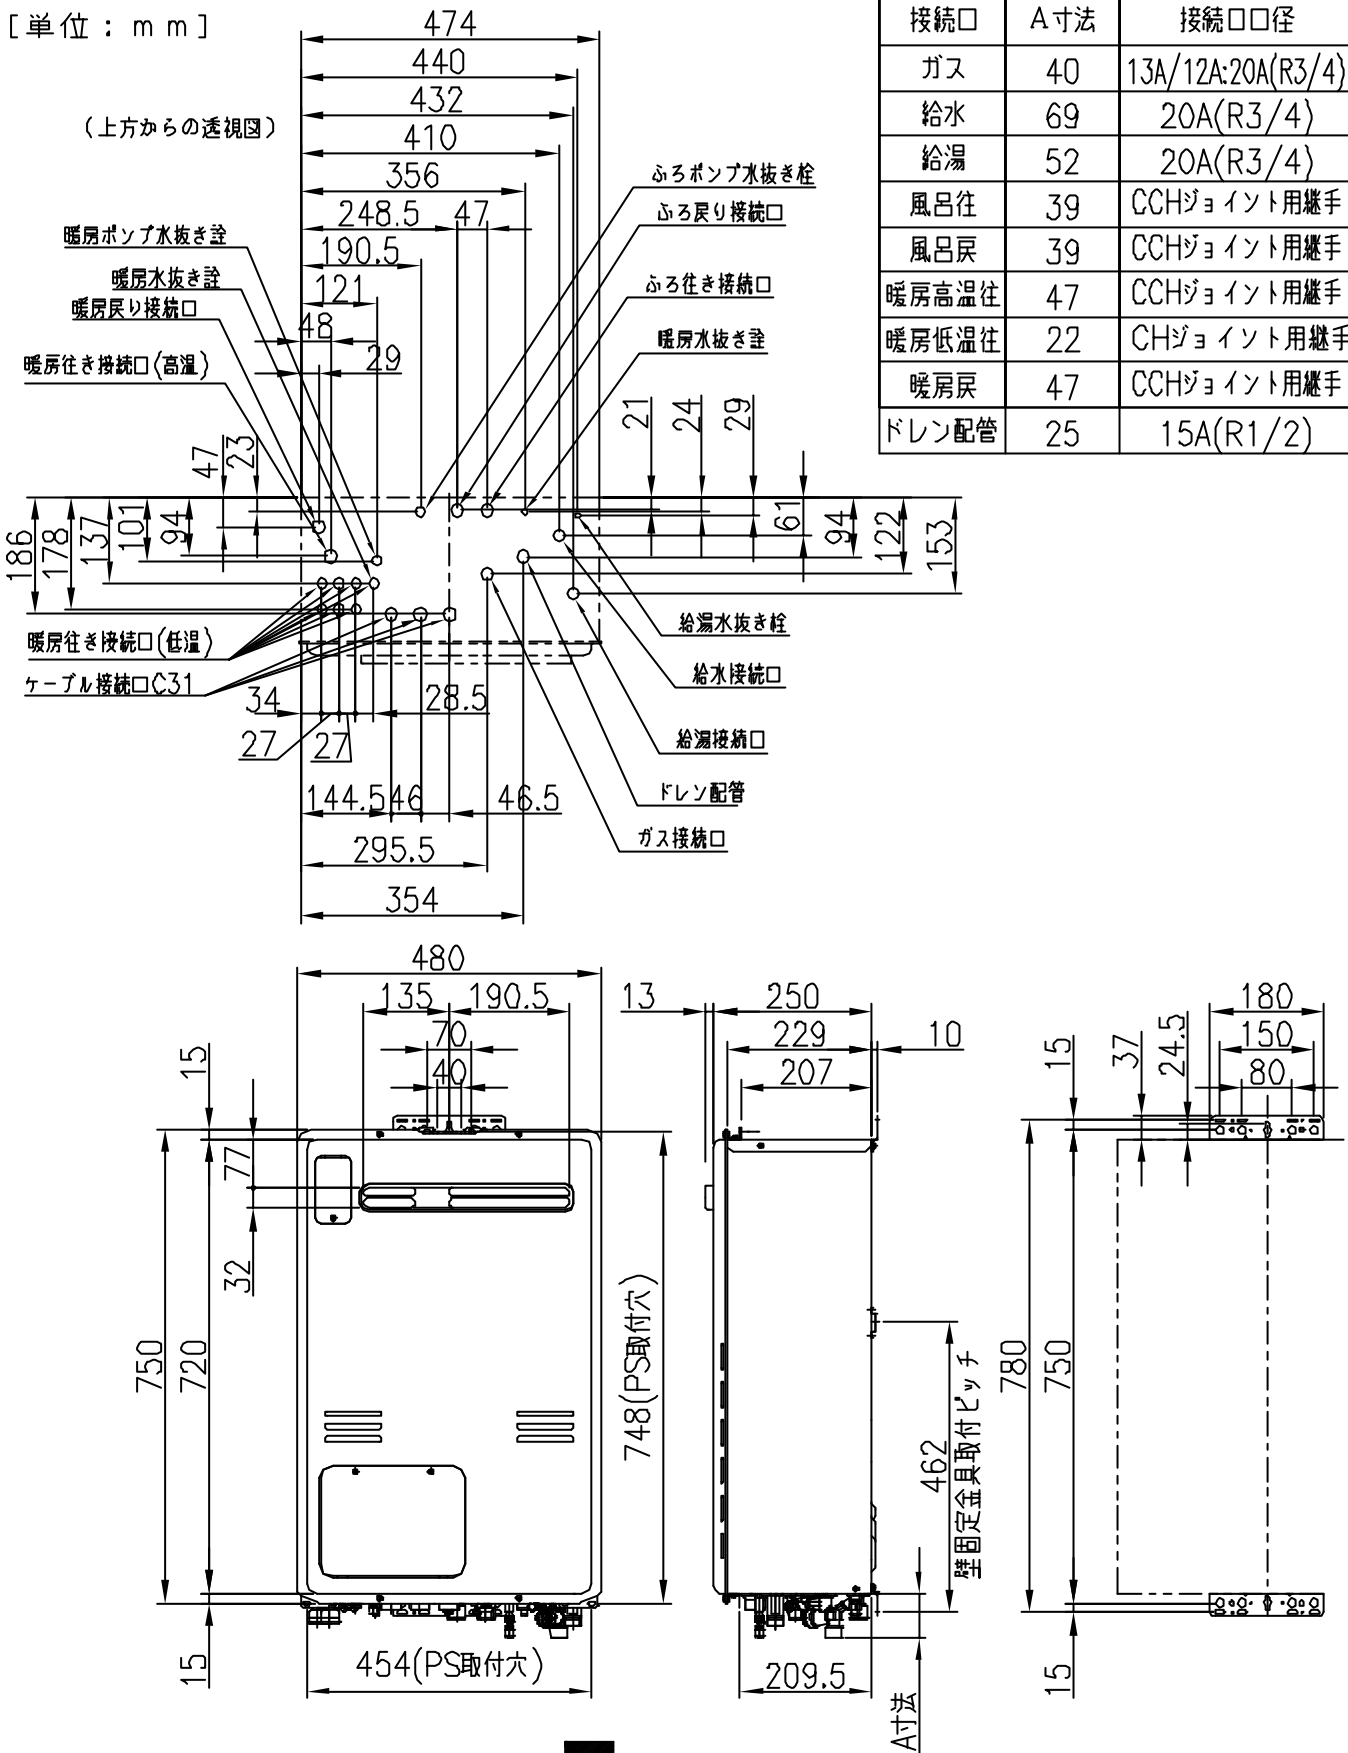 [単位：mm]
（上方からの透視図）
474
440
432
410
356
248.5 47
190.5
121
48
29
暖房ポンプ水抜き詮
暖房水抜き詮
暖房戻り接続口
暖房往き接続口(高温)
ふろポンプ水抜き栓
ふろ戻り接続口
ふろ往き接続口
暖房水抜き詮
接続口 A寸法 接続口口径
ガス 40 13A/12A:20A(R3/4)
給水 69 20A(R3/4)
給湯 52 20A(R3/4)
風呂往 39 CCHジョイント用継手
風呂戻 39 CCHジョイント用継手
暖房高温往 47 CCHジョイント用継手
暖房低温往 22 CHジョイント用継手
暖房戻 47 CCHジョイント用継手
ドレン配管 25 15A(R1/2)
47
23
21
24
29
186
178
137
101
94
61
94
122
153
暖房往き接続口(低温)
ケーブル接続口C31
給湯水抜き栓
給水接続口
給湯接続口
ドレン配管
ガス接続口
34
28.5
27
27
144.5
46
46.5
295.5
354
480
135 190.5
70
40
15
77
32
750
720
748(PS取付穴)
15
454(PS取付穴)
13
250
229
10
207
462
壁固定金具取付ピッチ
209.5
A寸法
180
150
80
15
37
24.5
780
750
15